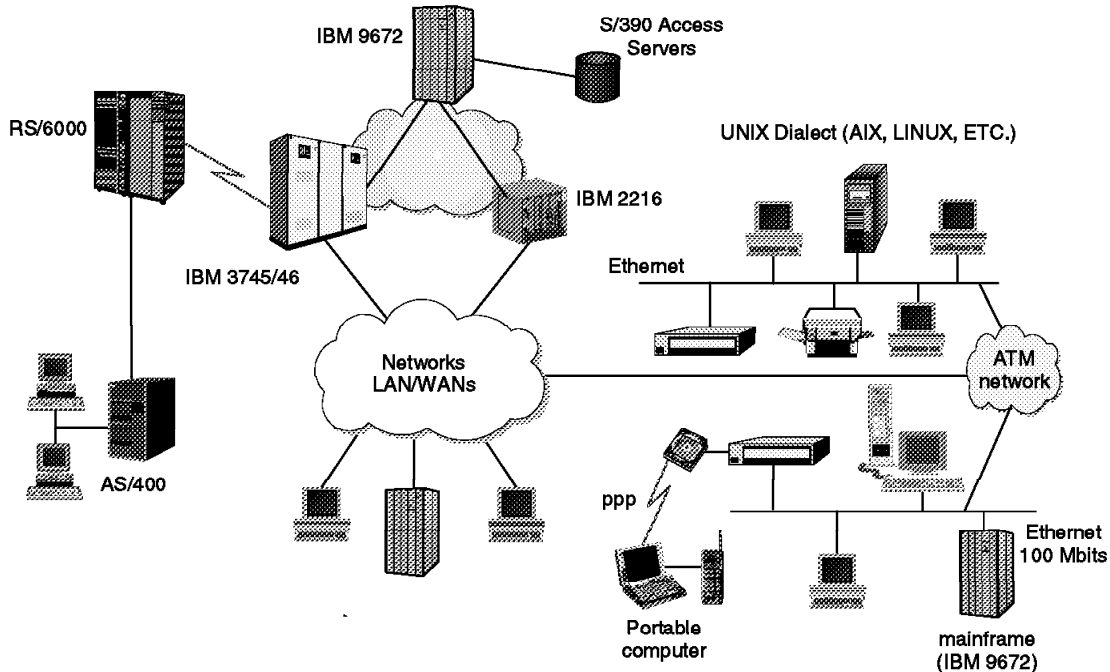 IBM 9672
S/390 Access
Servers
RS/6000
UNIX Dialect (AIX, LINUX, ETC.)
IBM 2216
IBM 3745/46
Ethernet
Networks
LAN/WANs
ATM
network
AS/400
ppp
Ethernet
100 Mbits
Portable
computer
mainframe
(IBM 9672)